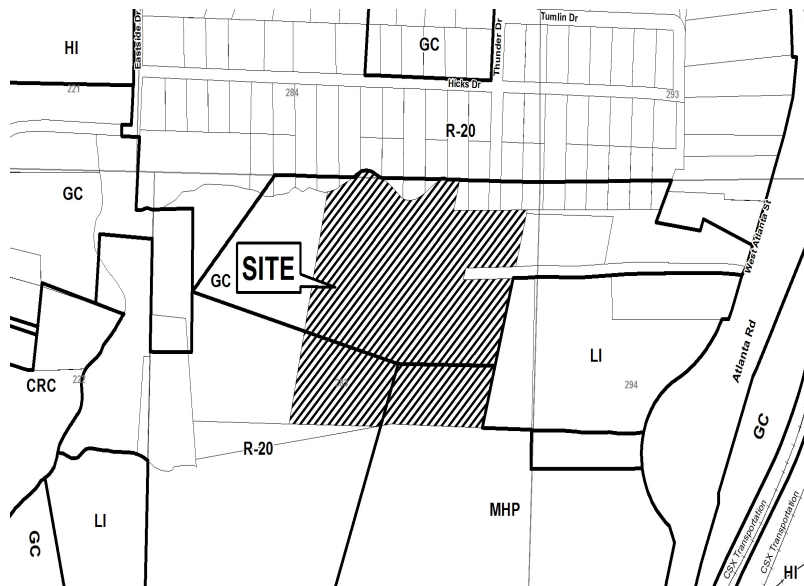 Tumlin Dr
Eastside Dr
Thunder Dr
GC
HI
Hicks Dr
221
284
293
R-20
GC
West Atlanta St
SITE
GC
LI
Atlanta Rd
CRC
222
294
GC
R-20
MHP
LI
GC
CSX Transportation
CSX Transportation
HI